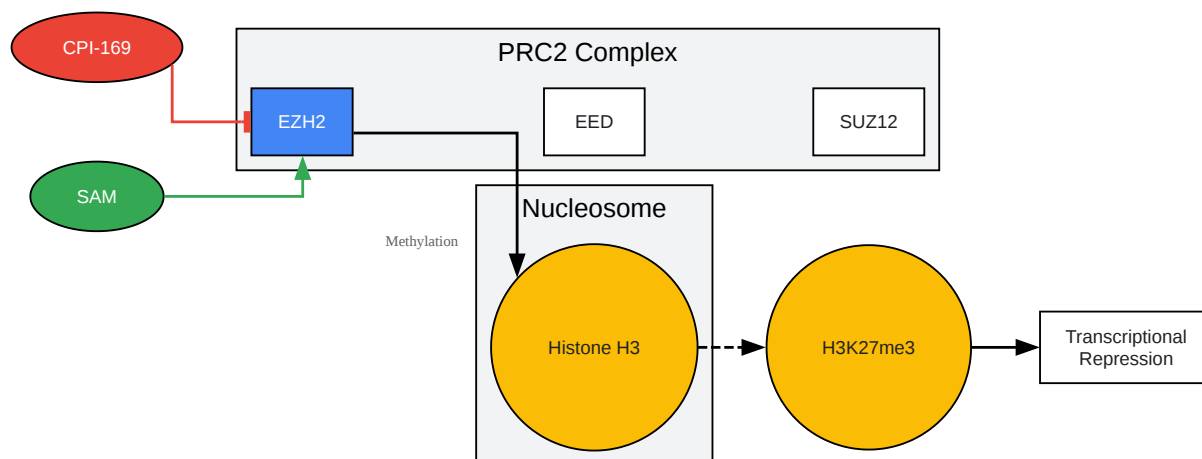 CPI-169
PRC2 Complex
EZH2
EED
SUZ12
SAM
Nucleosome
Methylation
Histone H3
H3K27me3
Transcriptional
Repression